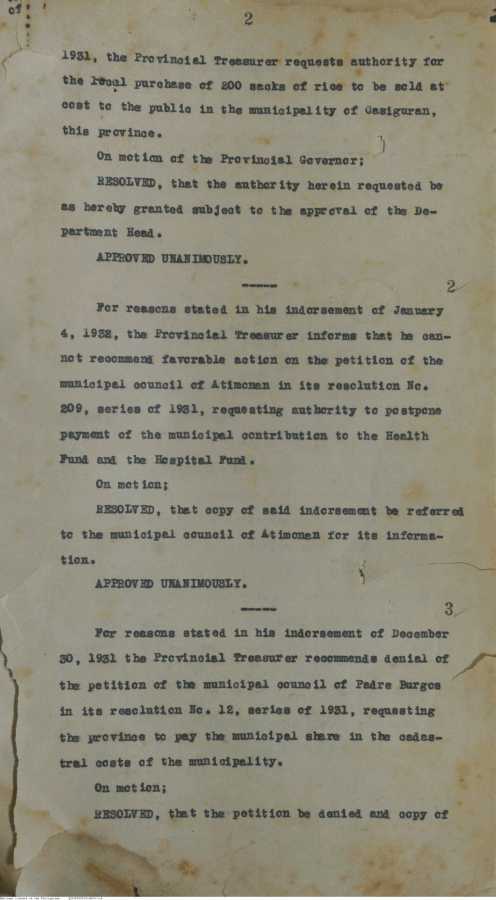 of
2
1931, the Provincial Treasurer requests authority for
the local purchase of 200 sacks of rice to be sold at
cost to the public in the municipality of Casiguran,
this province.
On motion of the Provincial Governor;
RESOLVED, that the authority herein requested be
as hereby granted subject to the approval of the De-
partment Head.
APPROVED UNANIMOUSLY.
2
For reasons stated in his indorsement of January
4, 1932, the Provincial Treasurer informs that he can-
not recommend favorable action on the petition of the
municipal council of Atimonan in its resolution No.
209, series of 1931, requesting authority to postpone
payment of the municipal contribution to the Health
Fund and the Hospital Fund.
On motion;
RESOLVED, that copy of said indorsement be referred
to the municipal council of Atimonan for its informa-
tion.
APPROVED UNANIMOUSLY.
3
For reasons stated in his indorsement of December
30, 1931 the Provincial Treasurer recommends denial of
the petition of the municipal council of Padre Burgos
in its resolution No. 12, series of 1931, requesting
the province to pay the municipal share in the cadas-
tral costs of the municipality.
On motion;
RESOLVED, that the petition be denied and copy of
National Library of the Philippines